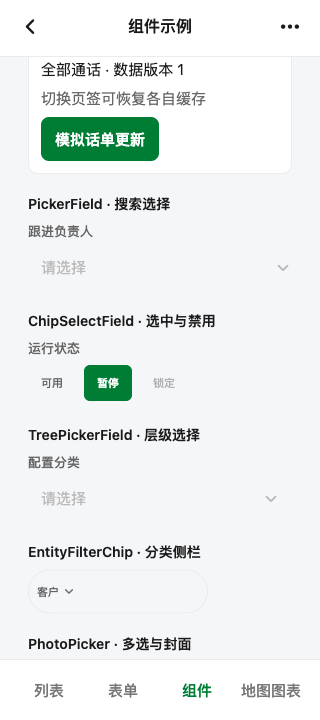 组件示例
全部通话 · 数据版本 1
切换页签可恢复各自缓存
模拟话单更新
PickerField · 搜索选择
跟进负责人
请选择
ChipSelectField · 选中与禁用
运行状态
可用 暂停 锁定
TreePickerField · 层级选择
配置分类
请选择
EntityFilterChip · 分类侧栏
客户
PhotoPicker · 多选与封面
列表 表单 组件 地图图表